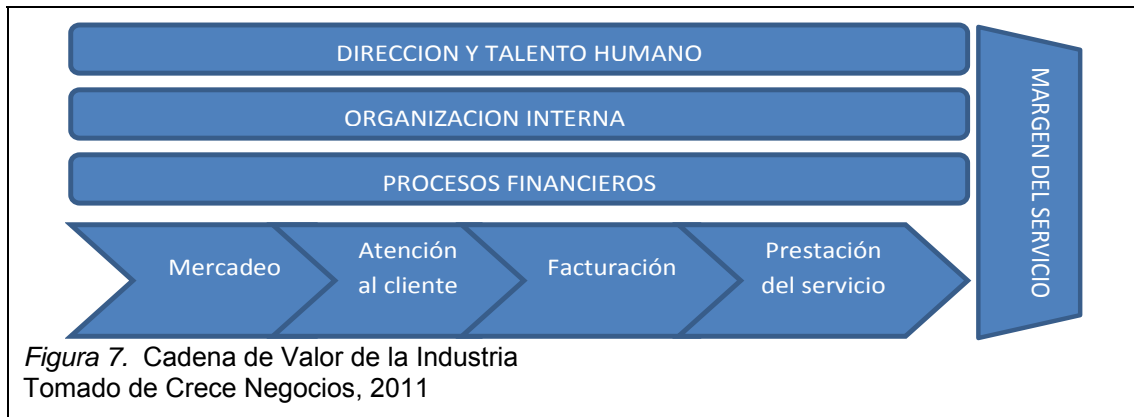 DIRECCION Y TALENTO HUMANO
ORGANIZACION INTERNA
PROCESOS FINANCIEROS
Mercadeo
Atención
al cliente
Facturación
Prestación
del servicio
MARGEN DEL SERVICIO
Figura 7. Cadena de Valor de la Industria
Tomado de Crece Negocios, 2011